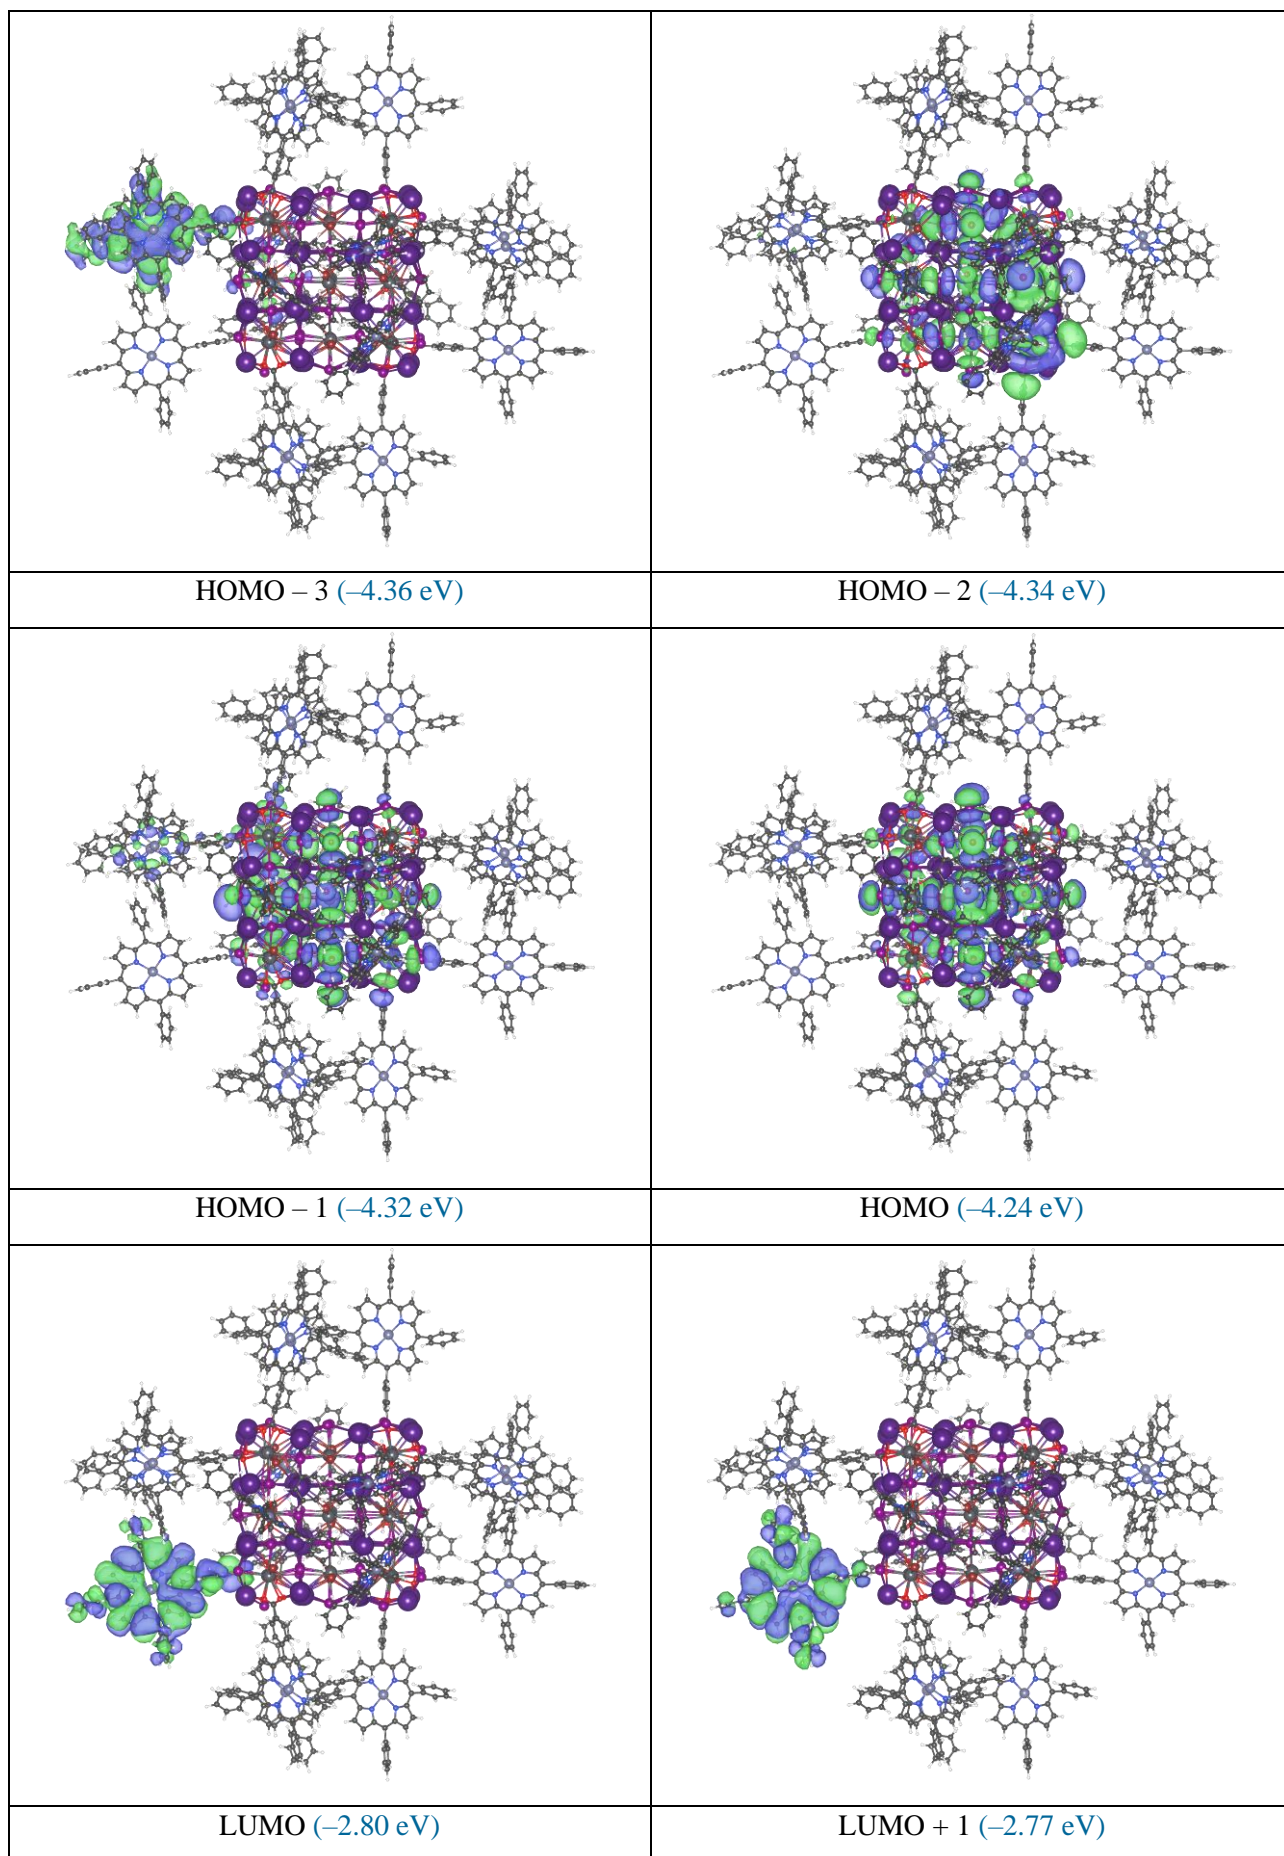 HOMO – 3 (–4.36 eV)
HOMO – 2 (–4.34 eV)
HOMO – 1 (–4.32 eV)
HOMO (–4.24 eV)
LUMO (–2.80 eV)
LUMO + 1 (–2.77 eV)